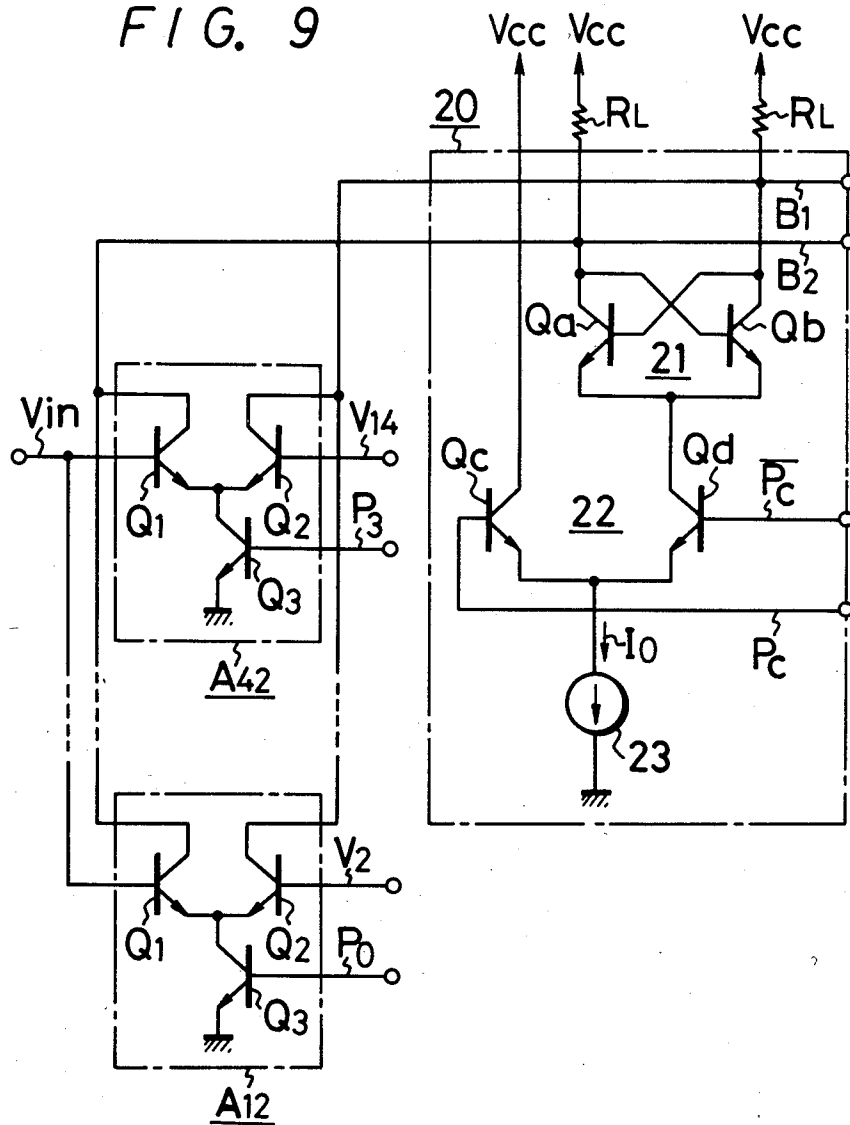 FIG. 9
Vcc Vcc Vcc
20 RL RL
B1
B2
Qa 21 Qb
Vin V14
Q1 Q2 Qc 22 Qd P̅c̅
P3
Q3
A42
I0 Pc
23
V2
Q1 Q2
P0
Q3
A12